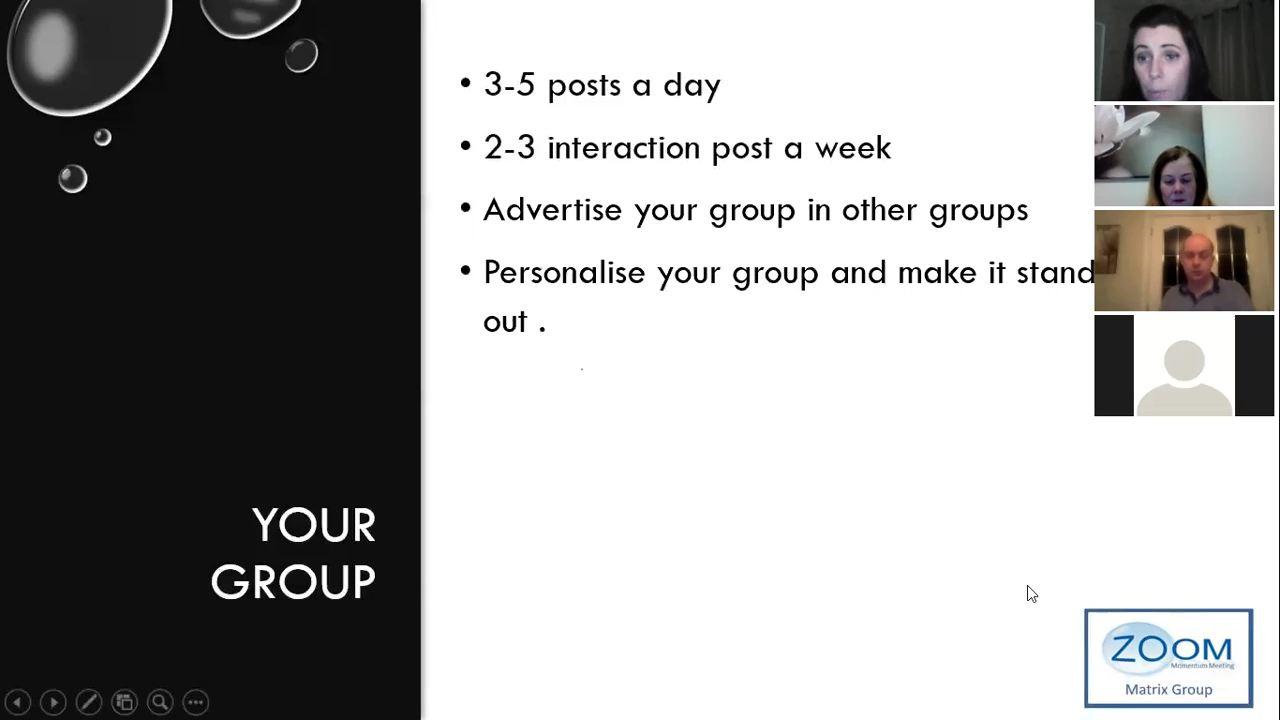 • 3-5 posts a day
• 2-3 interaction post a week
• Advertise your group in other groups
• Personalise your group and make it stand
out .
YOUR
GROUP
ZOOM
Momentum Meeting
Matrix Group